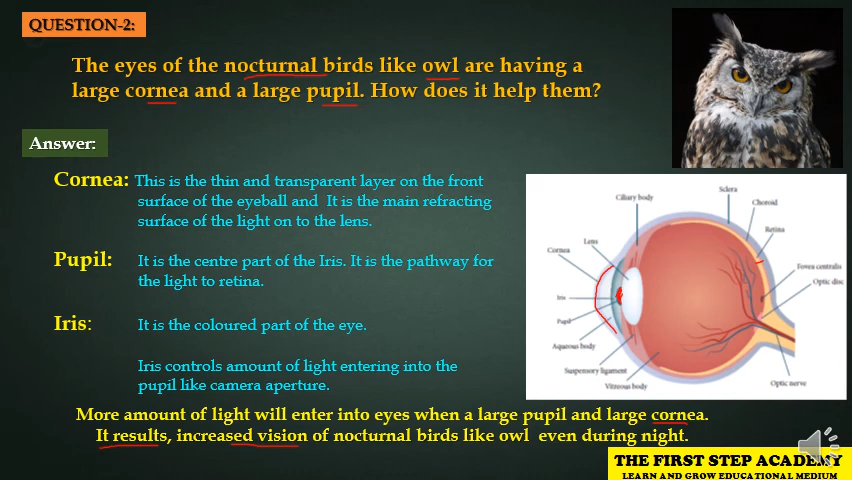 QUESTION-2:
The eyes of the nocturnal birds like owl are having a
large cornea and a large pupil. How does it help them?
Answer:
Cornea: This is the thin and transparent layer on the front
surface of the eyeball and It is the main refracting
surface of the light on to the lens.
Pupil: It is the centre part of the Iris. It is the pathway for
the light to retina.
Iris: It is the coloured part of the eye.
Iris controls amount of light entering into the
pupil like camera aperture.
Sclera
Ciliary body
Choroid
Retina
Lens
Cornea
Fovea centralis
Optic disc
Iris
Pupil
Aqueous body
Suspensory ligament
Vitreous body
Optic nerve
More amount of light will enter into eyes when a large pupil and large cornea.
It results, increased vision of nocturnal birds like owl even during night.
THE FIRST STEP ACADEMY
LEARN AND GROW EDUCATIONAL MEDIUM